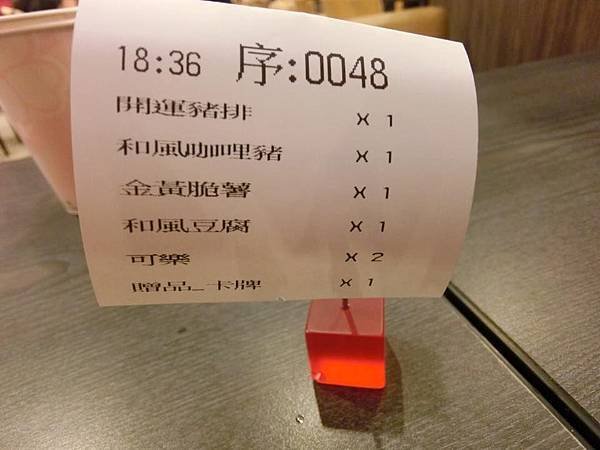 18:36 序:0048
開運豬排 X 1
和風咖哩豬 X 1
金黃脆薯 X 1
和風豆腐 X 1
可樂 X 2
贈品_卡牌 X 1